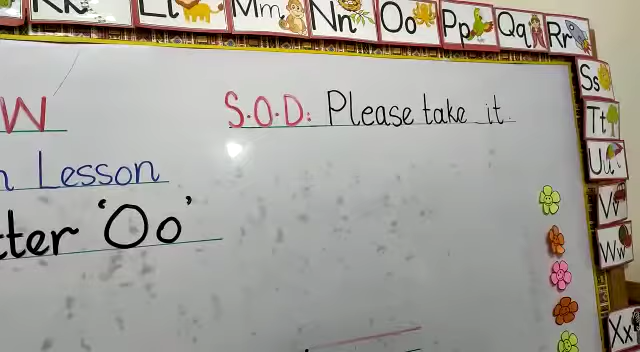 Kk Ll Mm Nn Oo Pp Qq Rr
Ss
Tt
Uu
Vv
Ww
Xx
W
S.O.D: Please take it.
n Lesson
tter 'Oo'